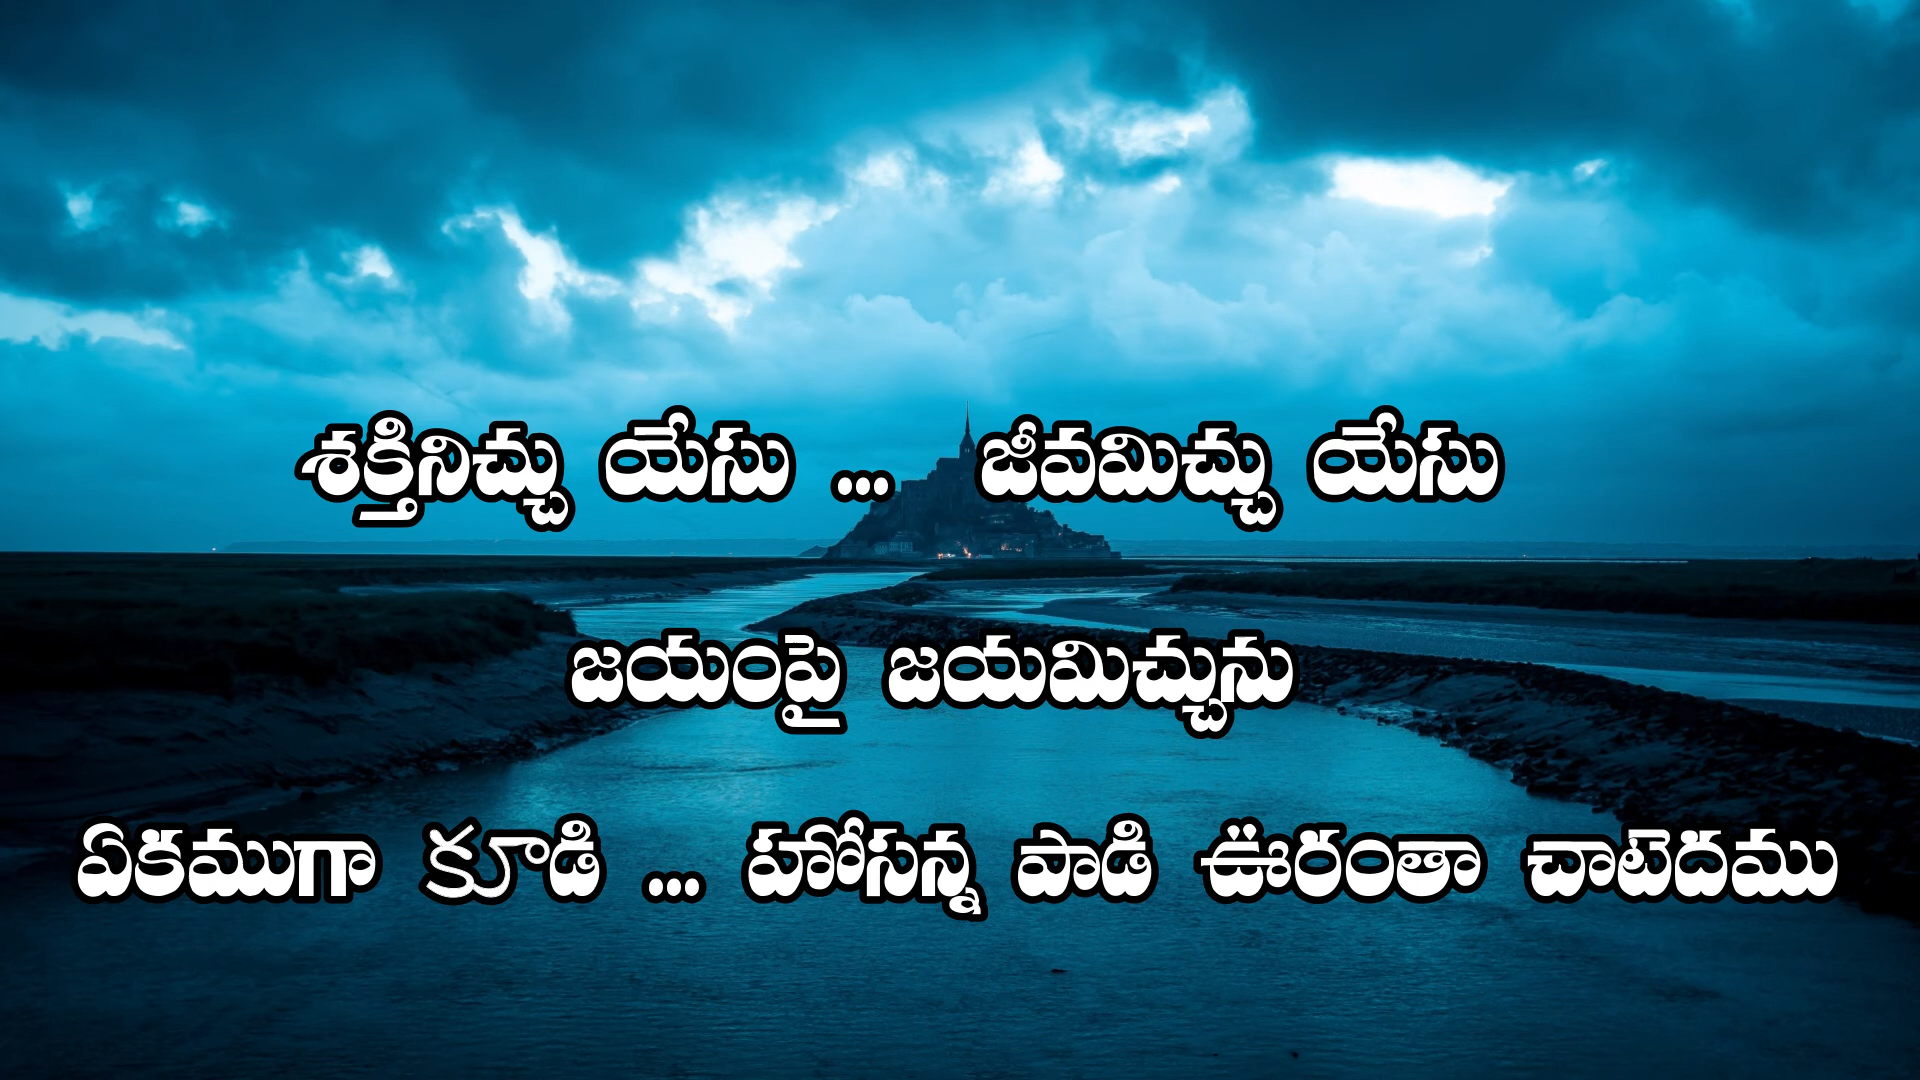 శక్తినిచ్చు యేసు ... జీవమిచ్చు యేసు
జయంపై జయమిచ్చును
ఏకముగా కూడి ... హోసన్న పాడి ఊరంతా చాటెదము